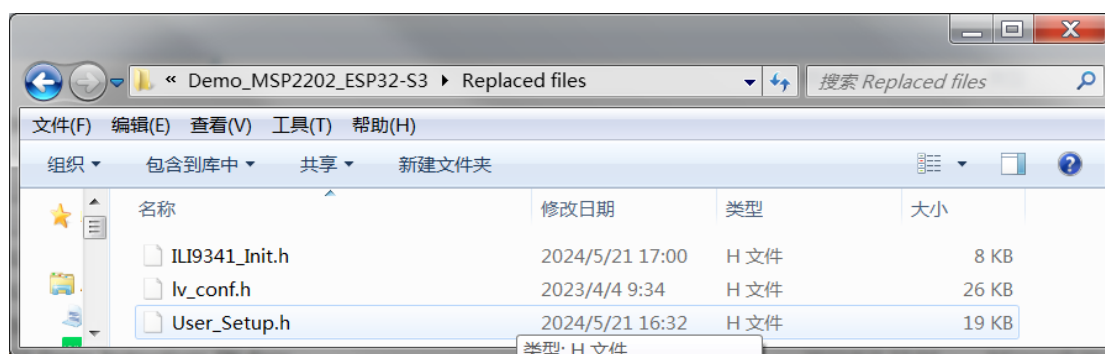 « Demo_MSP2202_ESP32-S3 ▸ Replaced files 搜索 Replaced files
文件(F) 编辑(E) 查看(V) 工具(T) 帮助(H)
组织 包含到库中 共享 新建文件夹
名称 修改日期 类型 大小
ILI9341_Init.h 2024/5/21 17:00 H 文件 8 KB
lv_conf.h 2023/4/4 9:34 H 文件 26 KB
User_Setup.h 2024/5/21 16:32 H 文件 19 KB
类型: H 文件